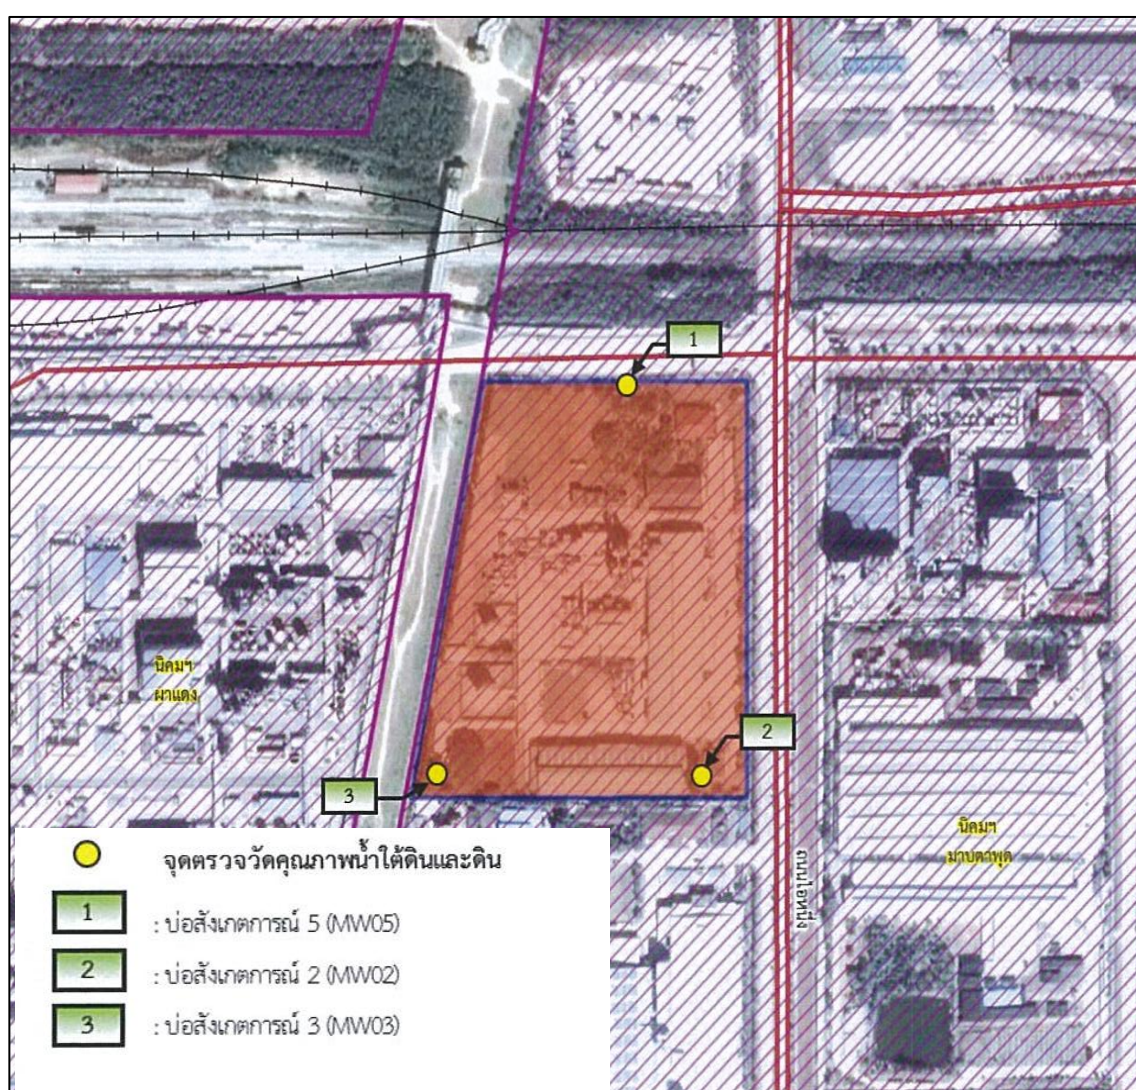 1
2
3
นิคมฯ
ผาแดง
นิคมฯ
มาบตาพุด
ถนนไอหนึ่ง
จุดตรวจวัดคุณภาพน้ำใต้ดินและดิน
1 : บ่อสังเกตการณ์ 5 (MW05)
2 : บ่อสังเกตการณ์ 2 (MW02)
3 : บ่อสังเกตการณ์ 3 (MW03)